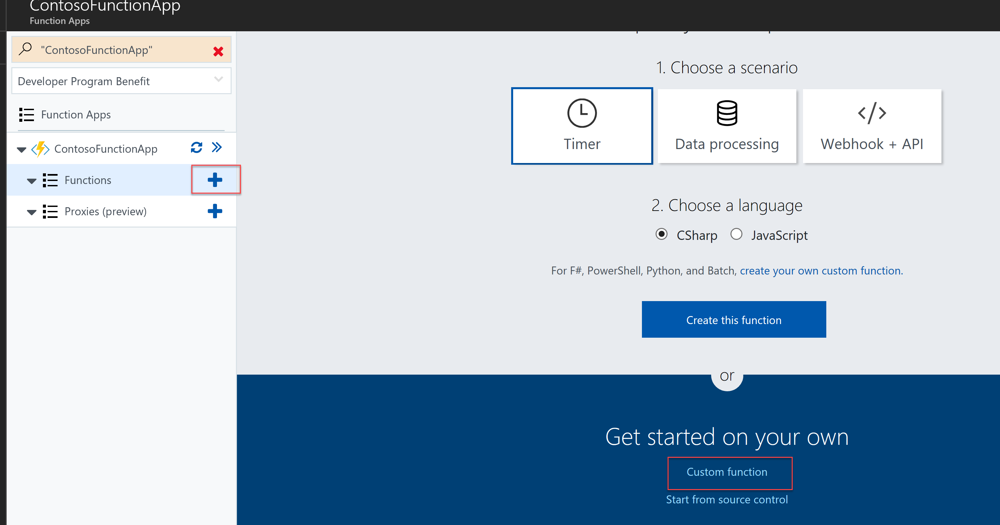 ContosoFunctionApp
Function Apps
"ContosoFunctionApp"
Developer Program Benefit
Function Apps
ContosoFunctionApp
Functions
Proxies (preview)
1. Choose a scenario
Timer
Data processing
Webhook + API
2. Choose a language
CSharp
JavaScript
For F#, PowerShell, Python, and Batch, create your own custom function.
Create this function
or
Get started on your own
Custom function
Start from source control